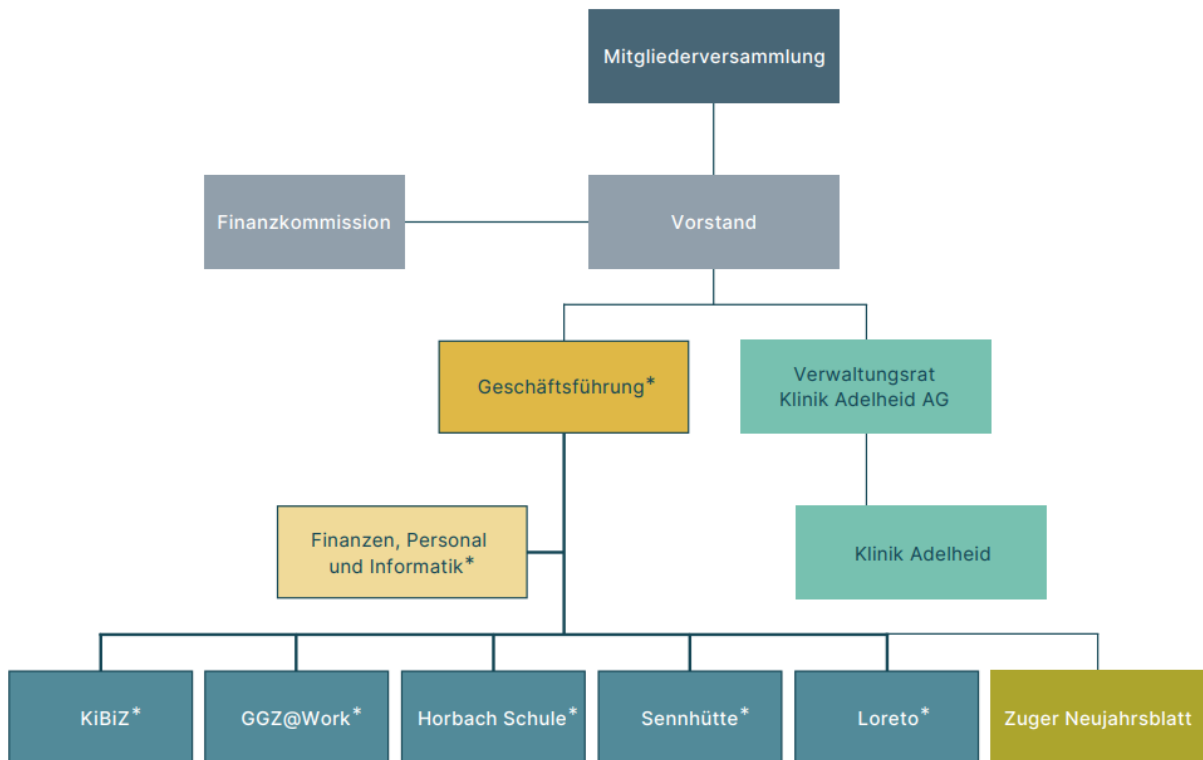 Mitgliederversammlung
Finanzkommission
Vorstand
Geschäftsführung*
Verwaltungsrat
Klinik Adelheid AG
Finanzen, Personal
und Informatik*
Klinik Adelheid
KiBiZ*
GGZ@Work*
Horbach Schule*
Sennhütte*
Loreto*
Zuger Neujahrsblatt